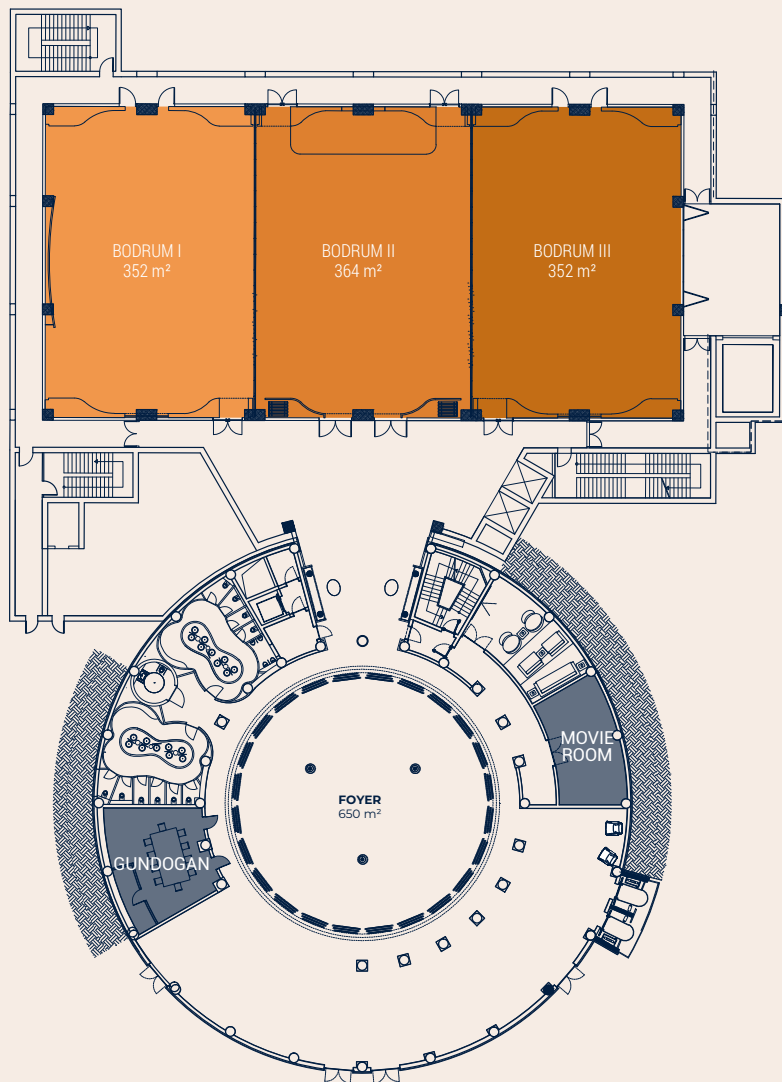 BODRUM I
352 m²
BODRUM II
364 m²
BODRUM III
352 m²
MOVIE
ROOM
FOYER
650 m²
GUNDOGAN